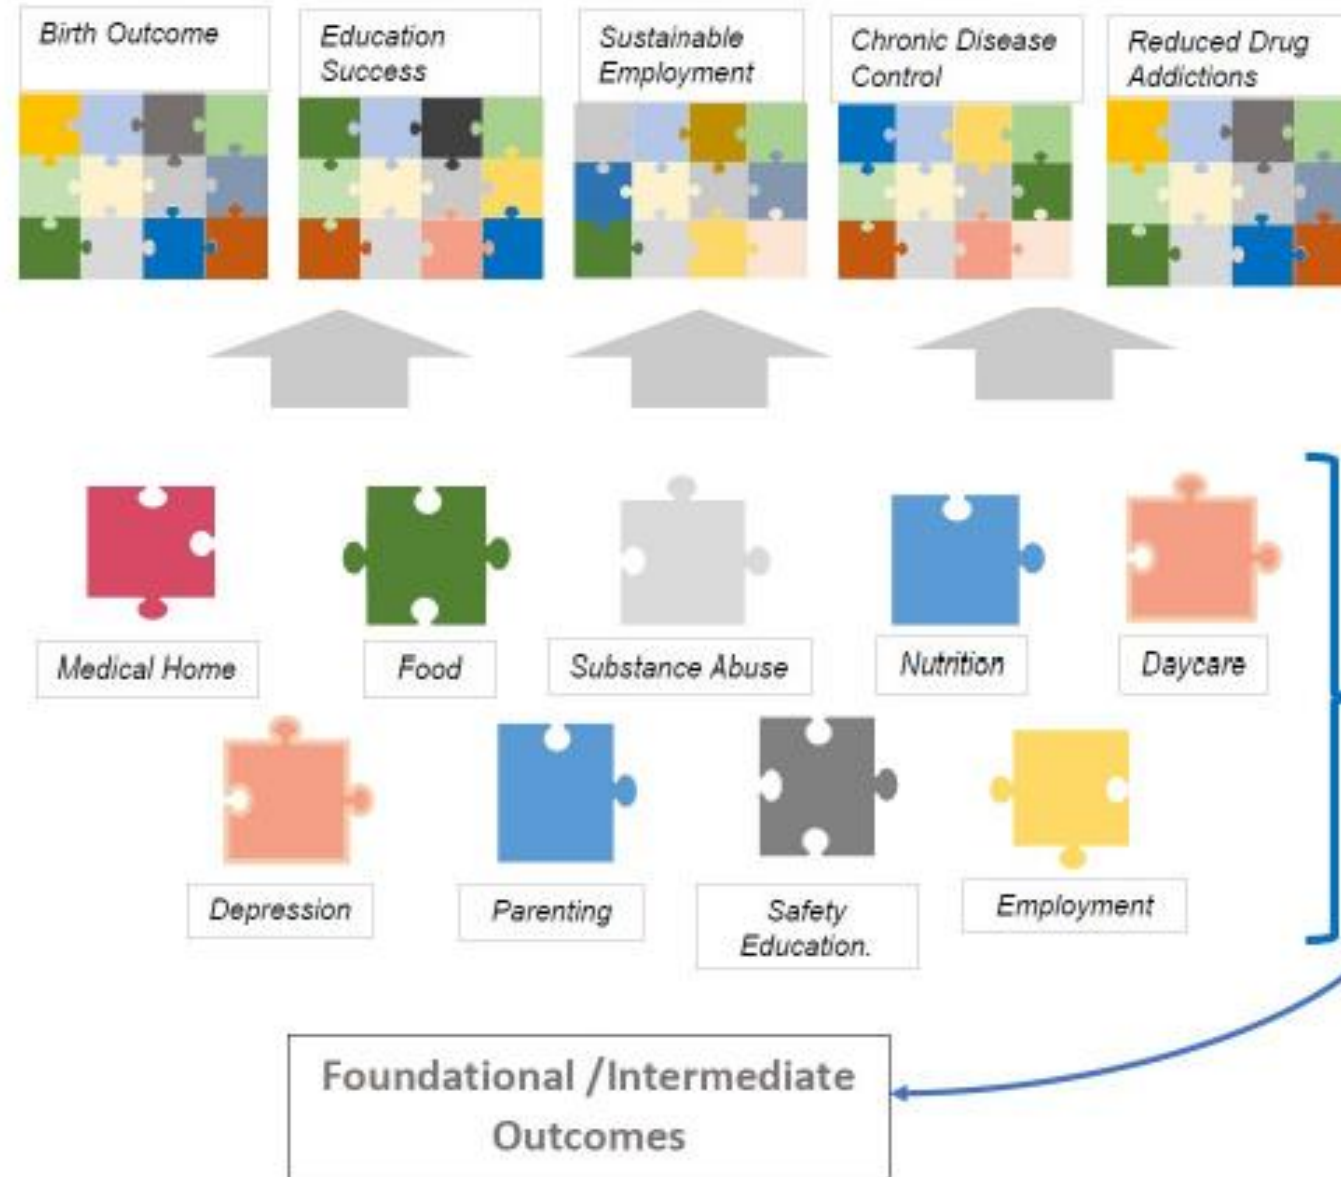 Birth Outcome
Education
Success
Sustainable
Employment
Chronic Disease
Control
Reduced Drug
Addictions
Medical Home
Food
Substance Abuse
Nutrition
Daycare
Depression
Parenting
Safety
Education.
Employment
Foundational /Intermediate
Outcomes